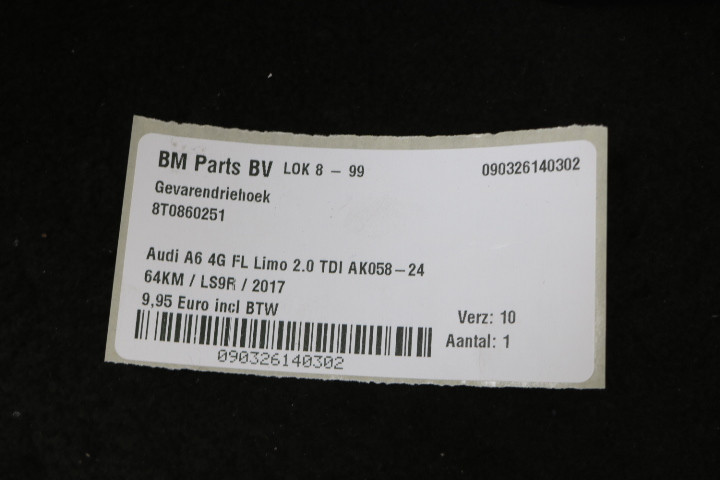 BM Parts BV LOK 8 - 99 090326140302
Gevarendriehoek
8T0860251
Audi A6 4G FL Limo 2.0 TDI AK058-24
64KM / LS9R / 2017
9,95 Euro incl BTW
Verz: 10
Aantal: 1
090326140302